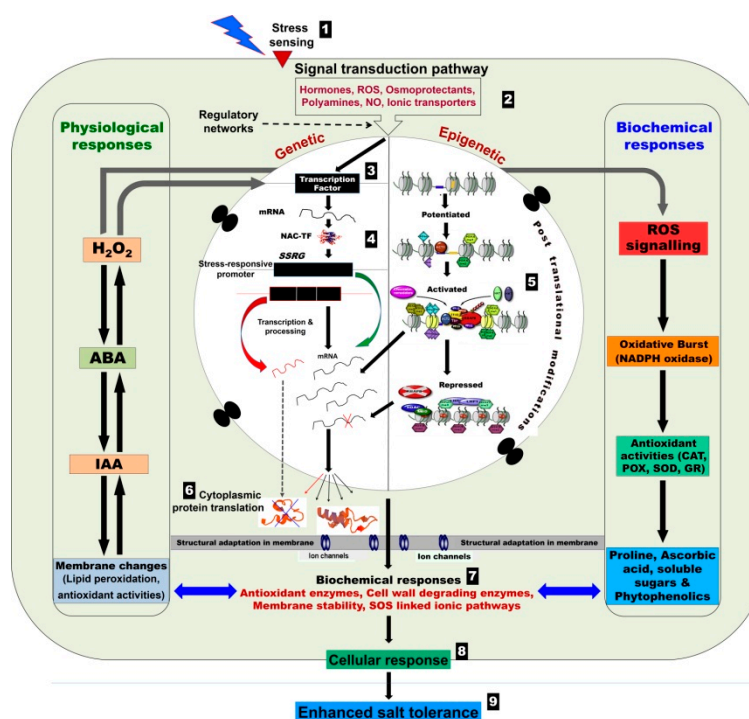 Stress
sensing
1
Signal transduction pathway
Hormones, ROS, Osmoprotectants,
Polyamines, NO, Ionic transporters
2
Regulatory
networks
Physiological
responses
H2O2
ABA
IAA
Membrane changes
(Lipid peroxidation,
antioxidant activities)
Genetic
Transcription
Factor
3
mRNA
NAC-TF
4
SSRG
Stress-responsive
promoter
Transcription &
processing
mRNA
Epigenetic
Potentiated
Activated
5
Repressed
Post translational modifications
6
Cytoplasmic
protein translation
Structural adaptation in membrane
Structural adaptation in membrane
Ion channels
Ion channels
Biochemical
responses
ROS
signalling
Oxidative Burst
(NADPH oxidase)
Antioxidant
activities (CAT,
POX, SOD, GR)
Proline, Ascorbic
acid, soluble
sugars &
Phytophenolics
Biochemical responses
7
Antioxidant enzymes, Cell wall degrading enzymes,
Membrane stability, SOS linked ionic pathways
Cellular response
8
Enhanced salt tolerance
9